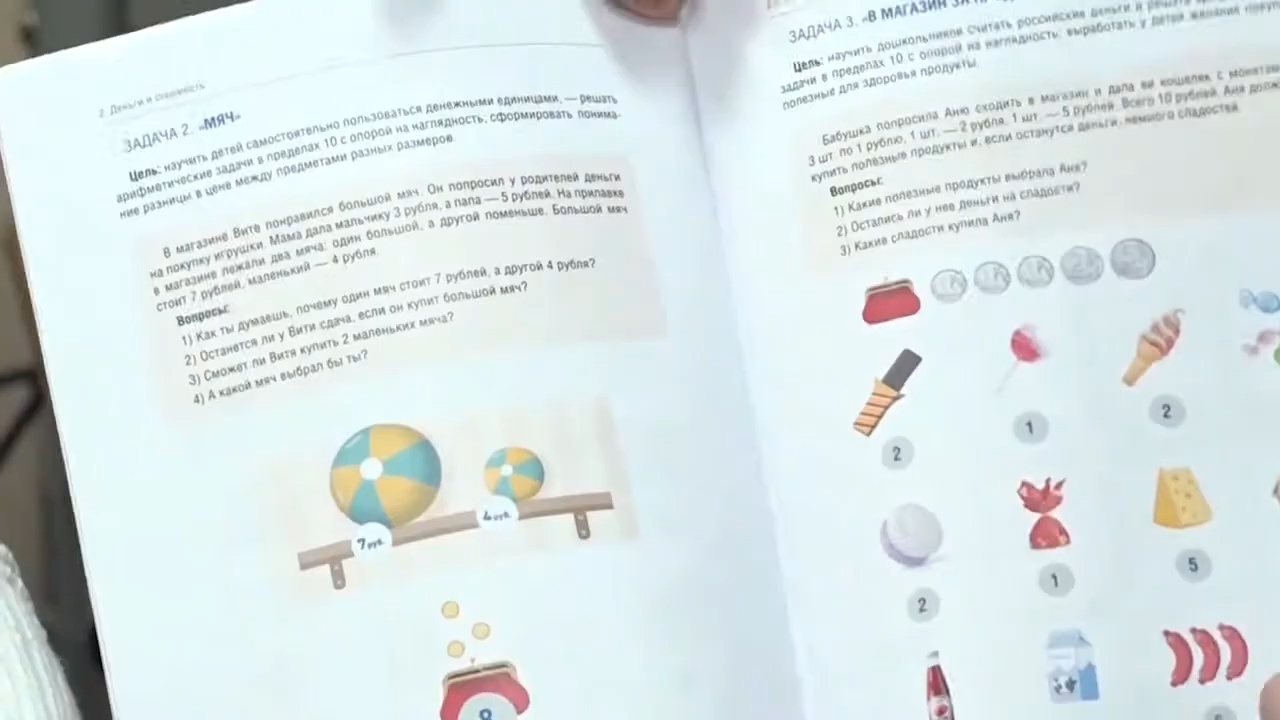 2. Деньги и стоимость
ЗАДАЧА 2. «МЯЧ»
Цель: научить детей самостоятельно пользоваться денежными единицами, — решать
арифметические задачи в пределах 10 с опорой на наглядность; сформировать понима-
ние разницы в цене между предметами разных размеров.
В магазине Вите понравился большой мяч. Он попросил у родителей деньги
на покупку игрушки. Мама дала мальчику 3 рубля, а папа — 5 рублей. На прилавке
в магазине лежали два мяча: один большой, а другой поменьше. Большой мяч
стоит 7 рублей, маленький — 4 рубля.
Вопросы:
1) Как ты думаешь, почему один мяч стоит 7 рублей, а другой 4 рубля?
2) Останется ли у Вити сдача, если он купит большой мяч?
3) Сможет ли Витя купить 2 маленьких мяча?
4) А какой мяч выбрал бы ты?
7 руб.
4 руб.
8
ЗАДАЧА 3. «В МАГАЗИН ЗА
Цель: научить дошкольников считать российские деньги и решать
задачи в пределах 10 с опорой на наглядность; выработать у детей желание
полезные для здоровья продукты.
Бабушка попросила Аню сходить в магазин и дала ей кошелек с
3 шт. по 1 рублю, 1 шт. — 2 рубля, 1 шт. — 5 рублей. Всего 10 рублей. Аня
купить полезные продукты и, если останутся деньги, немного сладостей.
Вопросы:
1) Какие полезные продукты выбрала Аня?
2) Остались ли у нее деньги на сладости?
3) Какие сладости купила Аня?
2
1
2
2
1
5